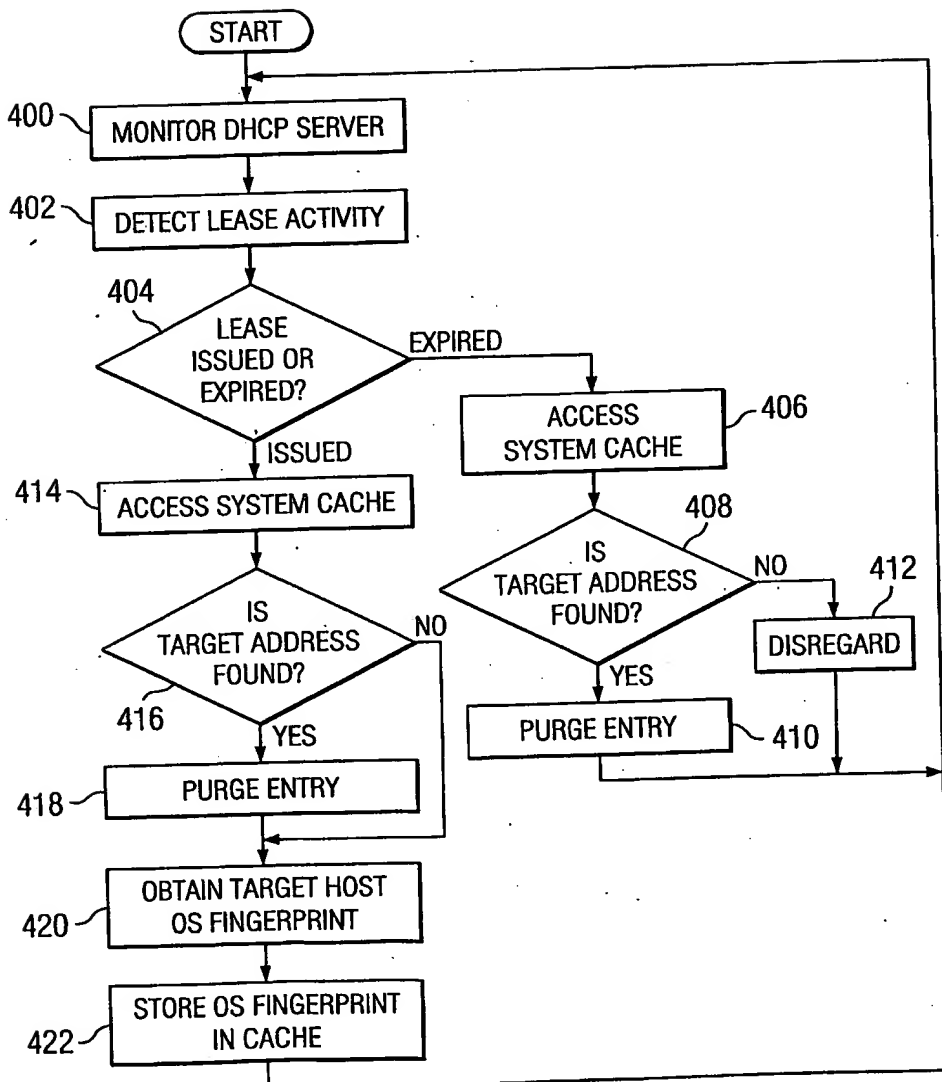 START
400
MONITOR DHCP SERVER
402
DETECT LEASE ACTIVITY
404
LEASE
ISSUED OR
EXPIRED?
EXPIRED
ISSUED
406
ACCESS
SYSTEM CACHE
408
IS
TARGET ADDRESS
FOUND?
NO
412
DISREGARD
YES
PURGE ENTRY
410
414
ACCESS SYSTEM CACHE
IS
TARGET ADDRESS
FOUND?
NO
416
YES
418
PURGE ENTRY
420
OBTAIN TARGET HOST
OS FINGERPRINT
422
STORE OS FINGERPRINT
IN CACHE